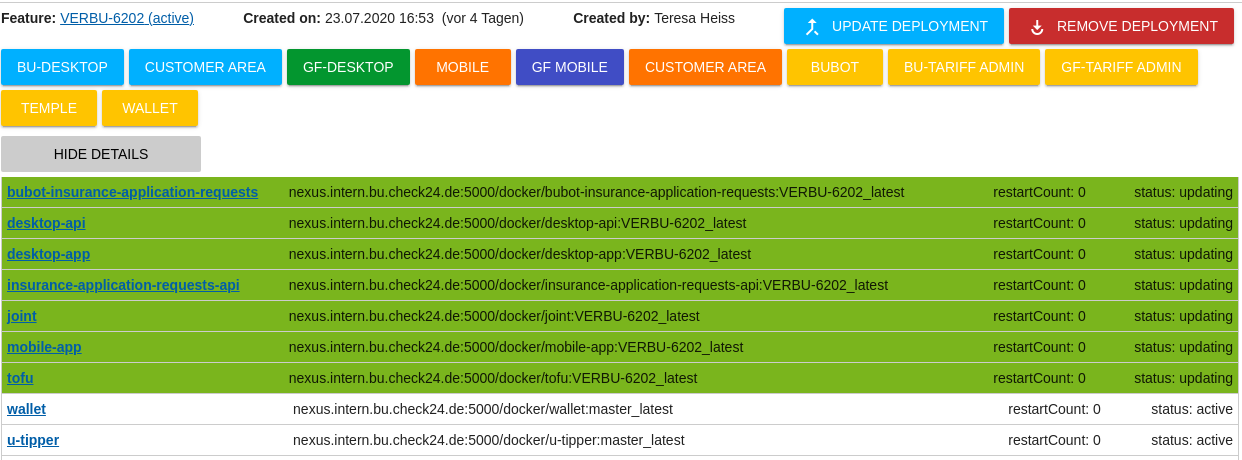 Feature: VERBU-6202 (active) Created on: 23.07.2020 16:53 (vor 4 Tagen) Created by: Teresa Heiss UPDATE DEPLOYMENT REMOVE DEPLOYMENT
BU-DESKTOP CUSTOMER AREA GF-DESKTOP MOBILE GF MOBILE CUSTOMER AREA BUBOT BU-TARIFF ADMIN GF-TARIFF ADMIN
TEMPLE WALLET
HIDE DETAILS
bubot-insurance-application-requests nexus.intern.bu.check24.de:5000/docker/bubot-insurance-application-requests:VERBU-6202_latest restartCount: 0 status: updating
desktop-api nexus.intern.bu.check24.de:5000/docker/desktop-api:VERBU-6202_latest restartCount: 0 status: updating
desktop-app nexus.intern.bu.check24.de:5000/docker/desktop-app:VERBU-6202_latest restartCount: 0 status: updating
insurance-application-requests-api nexus.intern.bu.check24.de:5000/docker/insurance-application-requests-api:VERBU-6202_latest restartCount: 0 status: updating
joint nexus.intern.bu.check24.de:5000/docker/joint:VERBU-6202_latest restartCount: 0 status: updating
mobile-app nexus.intern.bu.check24.de:5000/docker/mobile-app:VERBU-6202_latest restartCount: 0 status: updating
tofu nexus.intern.bu.check24.de:5000/docker/tofu:VERBU-6202_latest restartCount: 0 status: updating
wallet nexus.intern.bu.check24.de:5000/docker/wallet:master_latest restartCount: 0 status: active
u-tipper nexus.intern.bu.check24.de:5000/docker/u-tipper:master_latest restartCount: 0 status: active